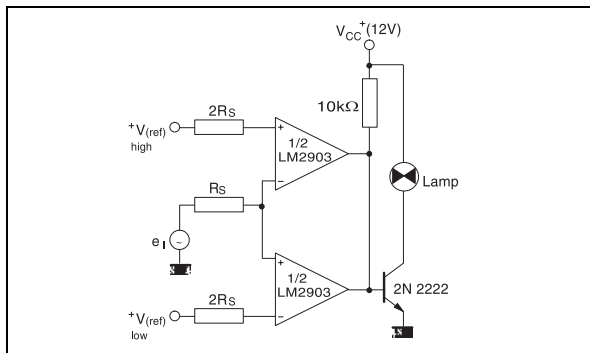 VCC+(12V)
2RS
10kΩ
+V(ref)
high
+
1/2
LM2903
−
Lamp
RS
eI
~
+
1/2
LM2903
−
2N 2222
2RS
+V(ref)
low